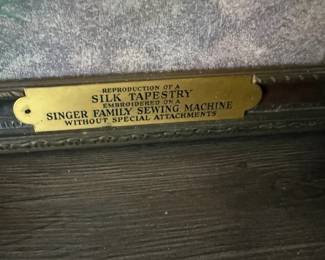 REPRODUCTION OF A
SILK TAPESTRY
EMBROIDERED ON A
SINGER FAMILY SEWING MACHINE
WITHOUT SPECIAL ATTACHMENTS